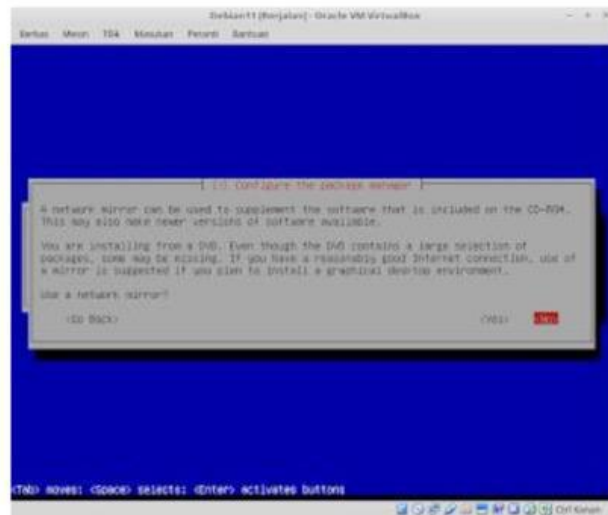 Debian11 [Berjalan] - Oracle VM VirtualBox
Berkas Mesin Masukan Peranti Bantuan
[!] Configure the package manager
A network mirror can be used to supplement the software that is included on the CD-ROM.
This may also make newer versions of software available.
You are installing from a DVD. Even though the DVD contains a large selection of
packages, some may be missing. If you have a reasonably good Internet connection, use of
a mirror is suggested if you plan to install a graphical desktop environment.
Use a network mirror?
<Go Back> <Yes> <No>
<Tab> moves; <Space> selects; <Enter> activates buttons
Ctrl Kanan